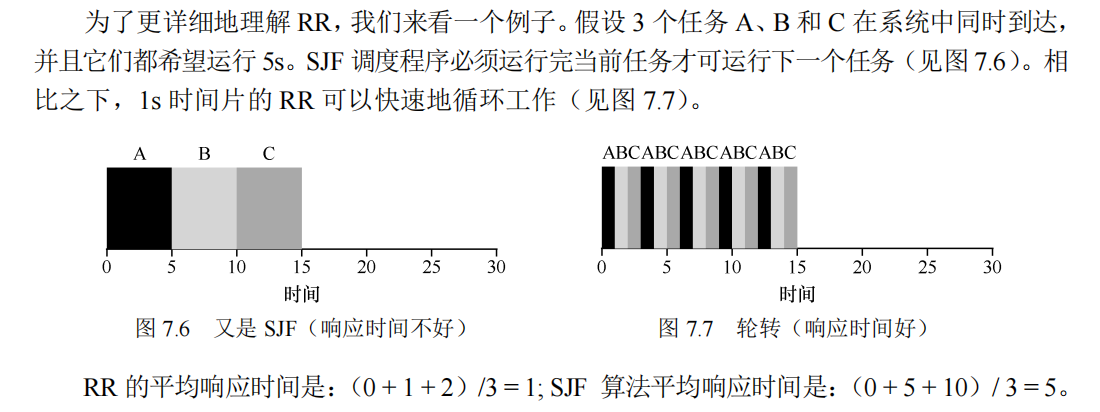 为了更详细地理解 RR，我们来看一个例子。假设 3 个任务 A、B 和 C 在系统中同时到达，
并且它们都希望运行 5s。SJF 调度程序必须运行完当前任务才可运行下一个任务（见图 7.6）。相
比之下，1s 时间片的 RR 可以快速地循环工作（见图 7.7）。
A B C
0 5 10 15 20 25 30
时间
图 7.6 又是 SJF（响应时间不好）
ABCABCABCABCABC
0 5 10 15 20 25 30
时间
图 7.7 轮转（响应时间好）
RR 的平均响应时间是：（0 + 1 + 2）/3 = 1; SJF 算法平均响应时间是：（0 + 5 + 10）/ 3 = 5。